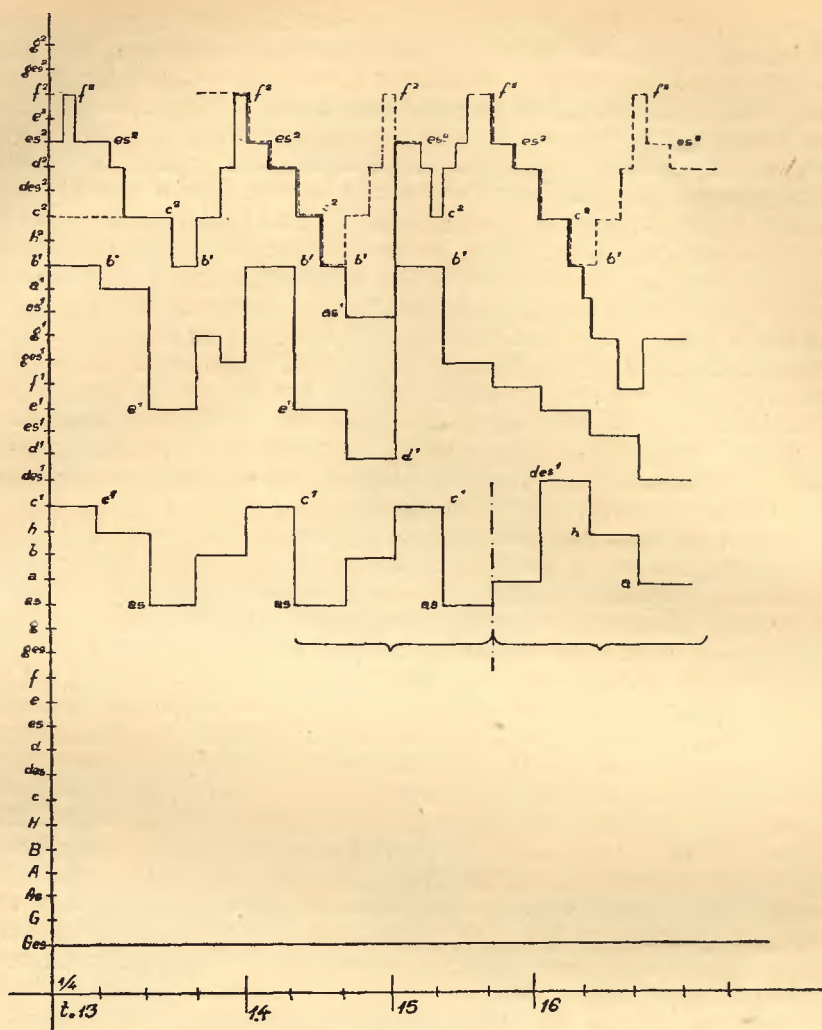 g²
ges²
f² f² f² f² f² f²
e²
es² es² es² es² es²
d²
des²
c² c² c² c² c²
h¹
b¹ b¹ b¹ b¹ b¹ b¹ b¹
a¹
as¹ as¹
g¹
ges¹
f¹
e¹ e¹ e¹
es¹
d¹ d¹
des¹ des¹
c¹ c¹ c¹ c¹
h h
b
a a
as as as as
g
ges
f
e
es
d
des
c
H
B
A
As
G
Ges
1/4
t.13 14 15 16